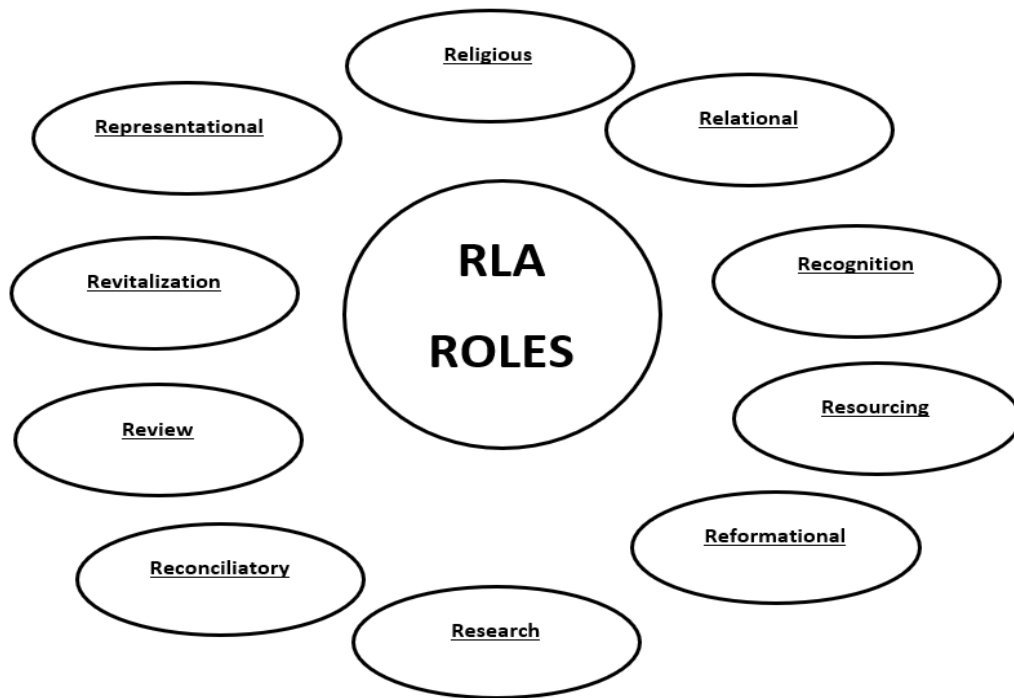 Religious
Representational
Relational
RLA
ROLES
Recognition
Revitalization
Resourcing
Review
Reformational
Reconciliatory
Research